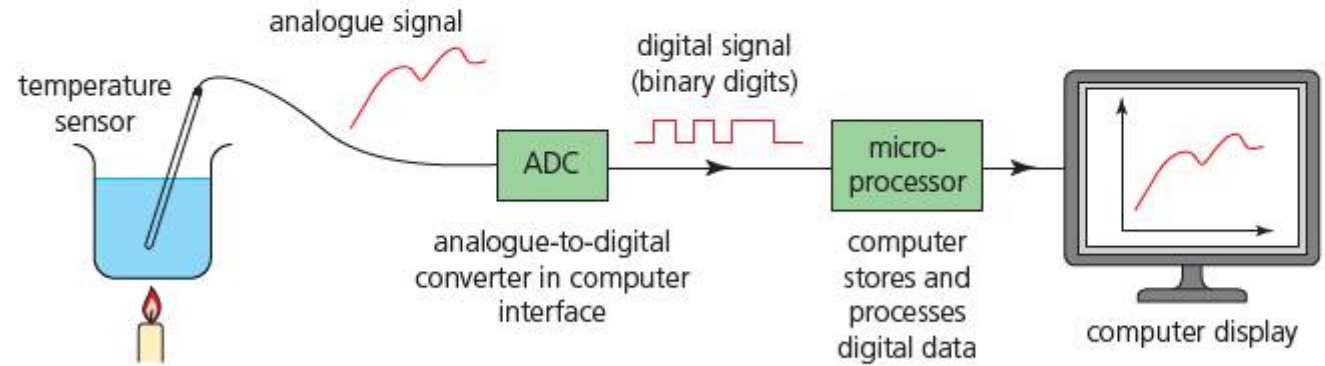 analogue signal
temperature
sensor
ADC
analogue-to-digital
converter in computer
interface
digital signal
(binary digits)
micro-
processor
computer
stores and
processes
digital data
computer display